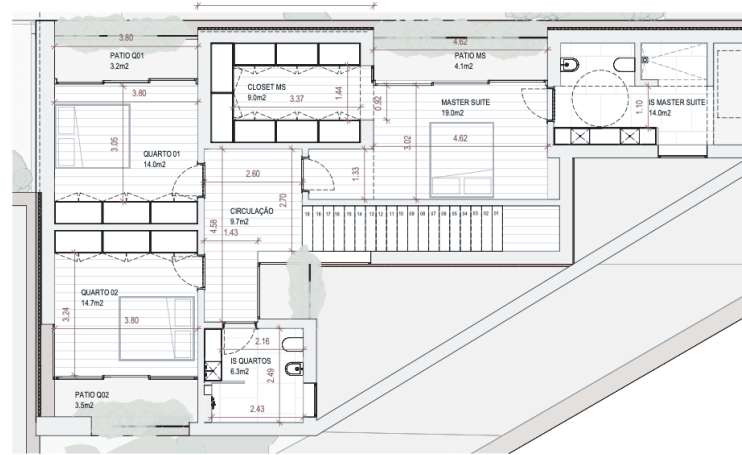 3.80
4.62
PATIO Q01
3.2m2
PATIO MS
4.1m2
CLOSET MS
9.0m2
3.37
1.44
0.92
MASTER SUITE
19.0m2
IS MASTER SUITE
14.0m2
1.10
3.80
3.05
QUARTO 01
14.0m2
4.62
3.02
1.33
2.60
2.70
CIRCULAÇÃO
9.7m2
4.58
1.43
18 17 16 15 14 13 12 11 10 09 08 07 06 05 04 03 02 01
QUARTO 02
14.7m2
3.24
3.80
2.16
IS QUARTOS
6.3m2
2.49
2.43
PATIO Q02
3.5m2